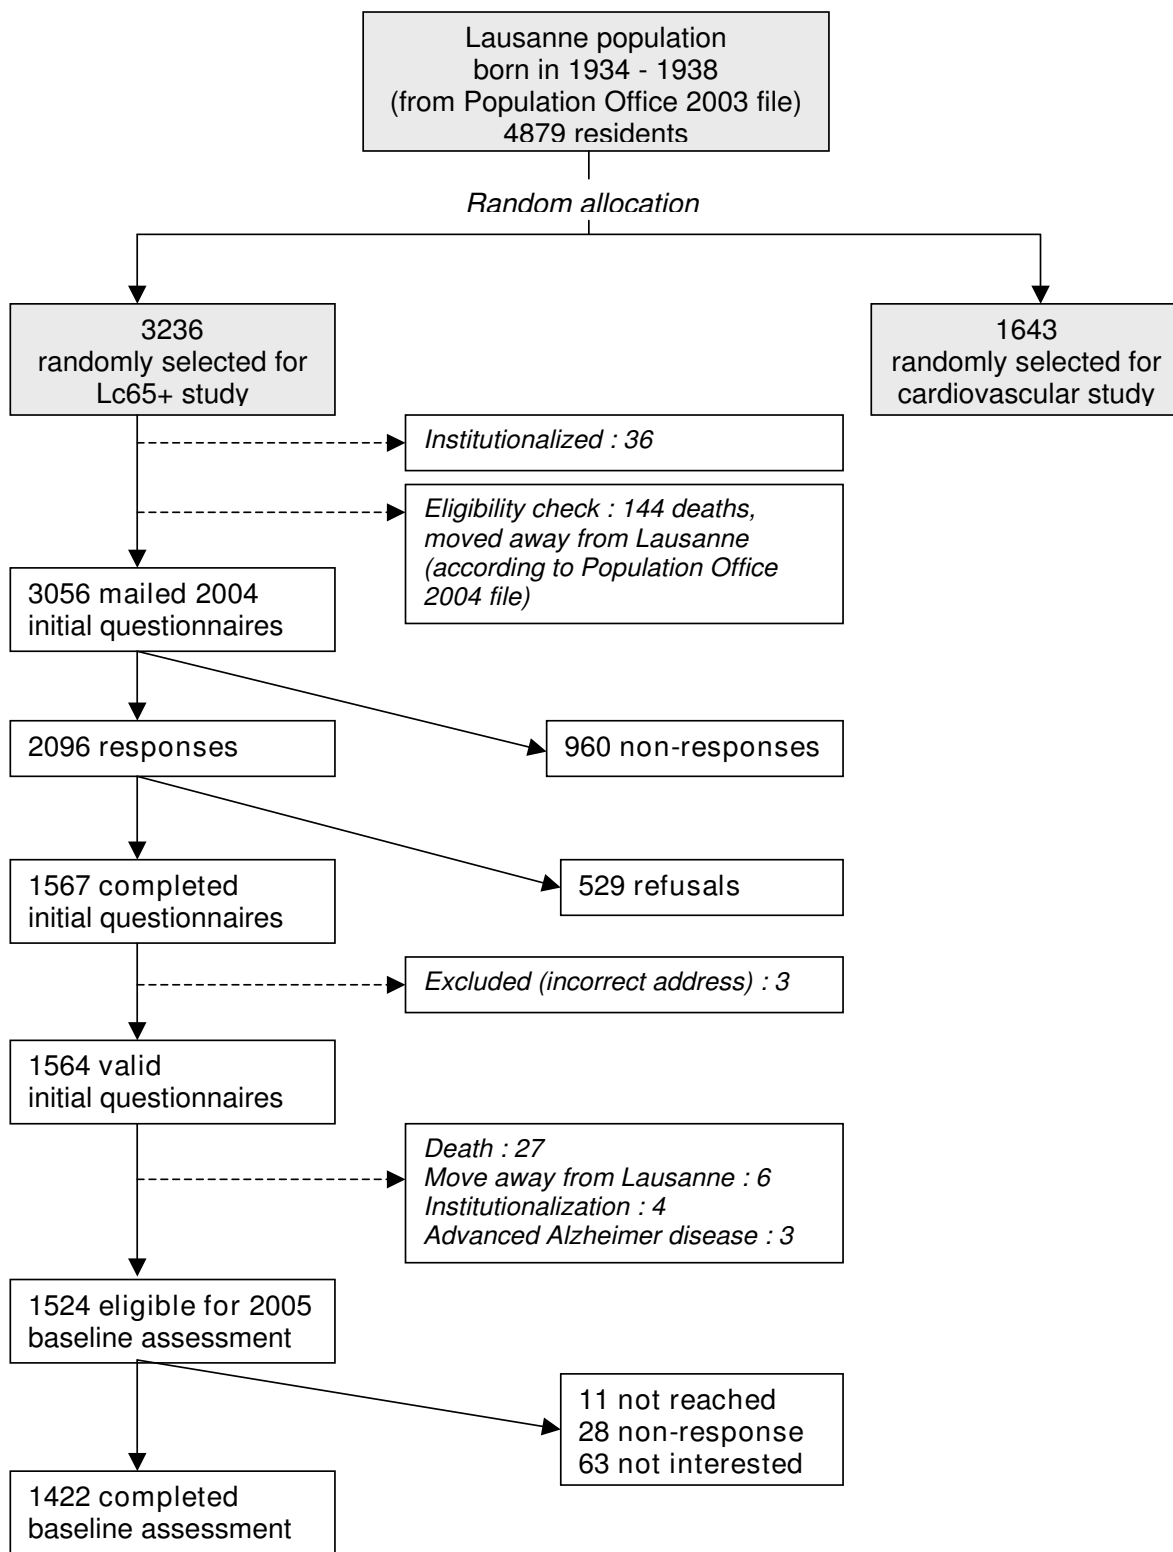 Lausanne population
born in 1934 - 1938
(from Population Office 2003 file)
4879 residents
Random allocation
3236
randomly selected for
Lc65+ study
1643
randomly selected for
cardiovascular study
Institutionalized : 36
Eligibility check : 144 deaths,
moved away from Lausanne
(according to Population Office
2004 file)
3056 mailed 2004
initial questionnaires
2096 responses
960 non-responses
1567 completed
initial questionnaires
529 refusals
Excluded (incorrect address) : 3
1564 valid
initial questionnaires
Death : 27
Move away from Lausanne : 6
Institutionalization : 4
Advanced Alzheimer disease : 3
1524 eligible for 2005
baseline assessment
11 not reached
28 non-response
63 not interested
1422 completed
baseline assessment